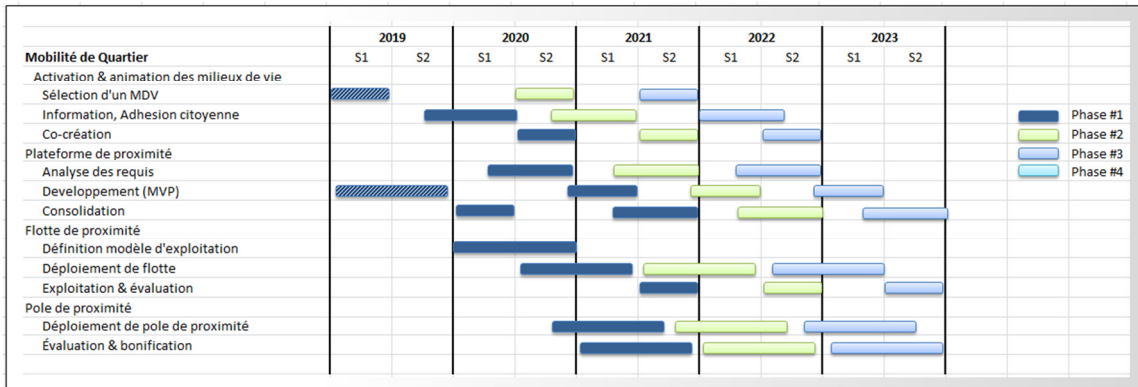 2019 2020 2021 2022 2023
Mobilité de Quartier S1 S2 S1 S2 S1 S2 S1 S2 S1 S2
Activation & animation des milieux de vie
Sélection d'un MDV
Information, Adhesion citoyenne Phase #1
Co-création Phase #2
Plateforme de proximité Phase #3
Analyse des requis Phase #4
Developpement (MVP)
Consolidation
Flotte de proximité
Définition modèle d'exploitation
Déploiement de flotte
Exploitation & évaluation
Pole de proximité
Déploiement de pole de proximité
Évaluation & bonification